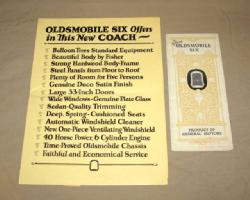 OLDSMOBILE SIX Offers
in This New COACH—
Balloon Tires Standard Equipment
Beautiful Body by Fisher
Strong Hardwood Body-Frame
Steel Panels from Floor to Roof
Plenty of Room for Five Persons
Genuine Duco Satin Finish
Large 33-Inch Doors
Wide Windows-Genuine Plate Glass
Sedan-Quality Trimming
Deep, Spring-Cushioned Seats
Automatic Windshield Cleaner
New One-Piece Ventilating Windshield
40 Horse Power, 6 Cylinder Engine
Time-Proved Oldsmobile Chassis
Faithful and Economical Service
OLDSMOBILE
SIX
PRODUCT OF
GENERAL MOTORS